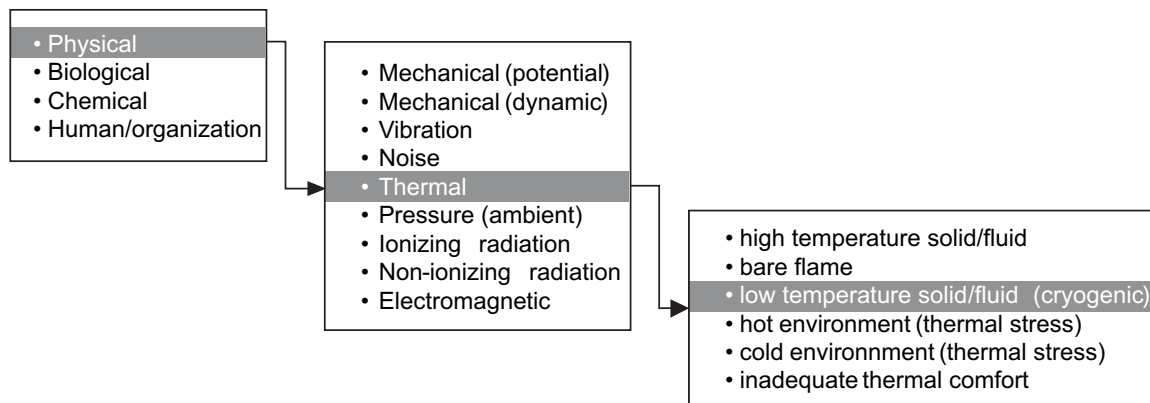 • Physical
• Biological
• Chemical
• Human/organization
• Mechanical (potential)
• Mechanical (dynamic)
• Vibration
• Noise
• Thermal
• Pressure (ambient)
• Ionizing radiation
• Non-ionizing radiation
• Electromagnetic
• high temperature solid/fluid
• bare flame
• low temperature solid/fluid (cryogenic)
• hot environment (thermal stress)
• cold environnment (thermal stress)
• inadequate thermal comfort